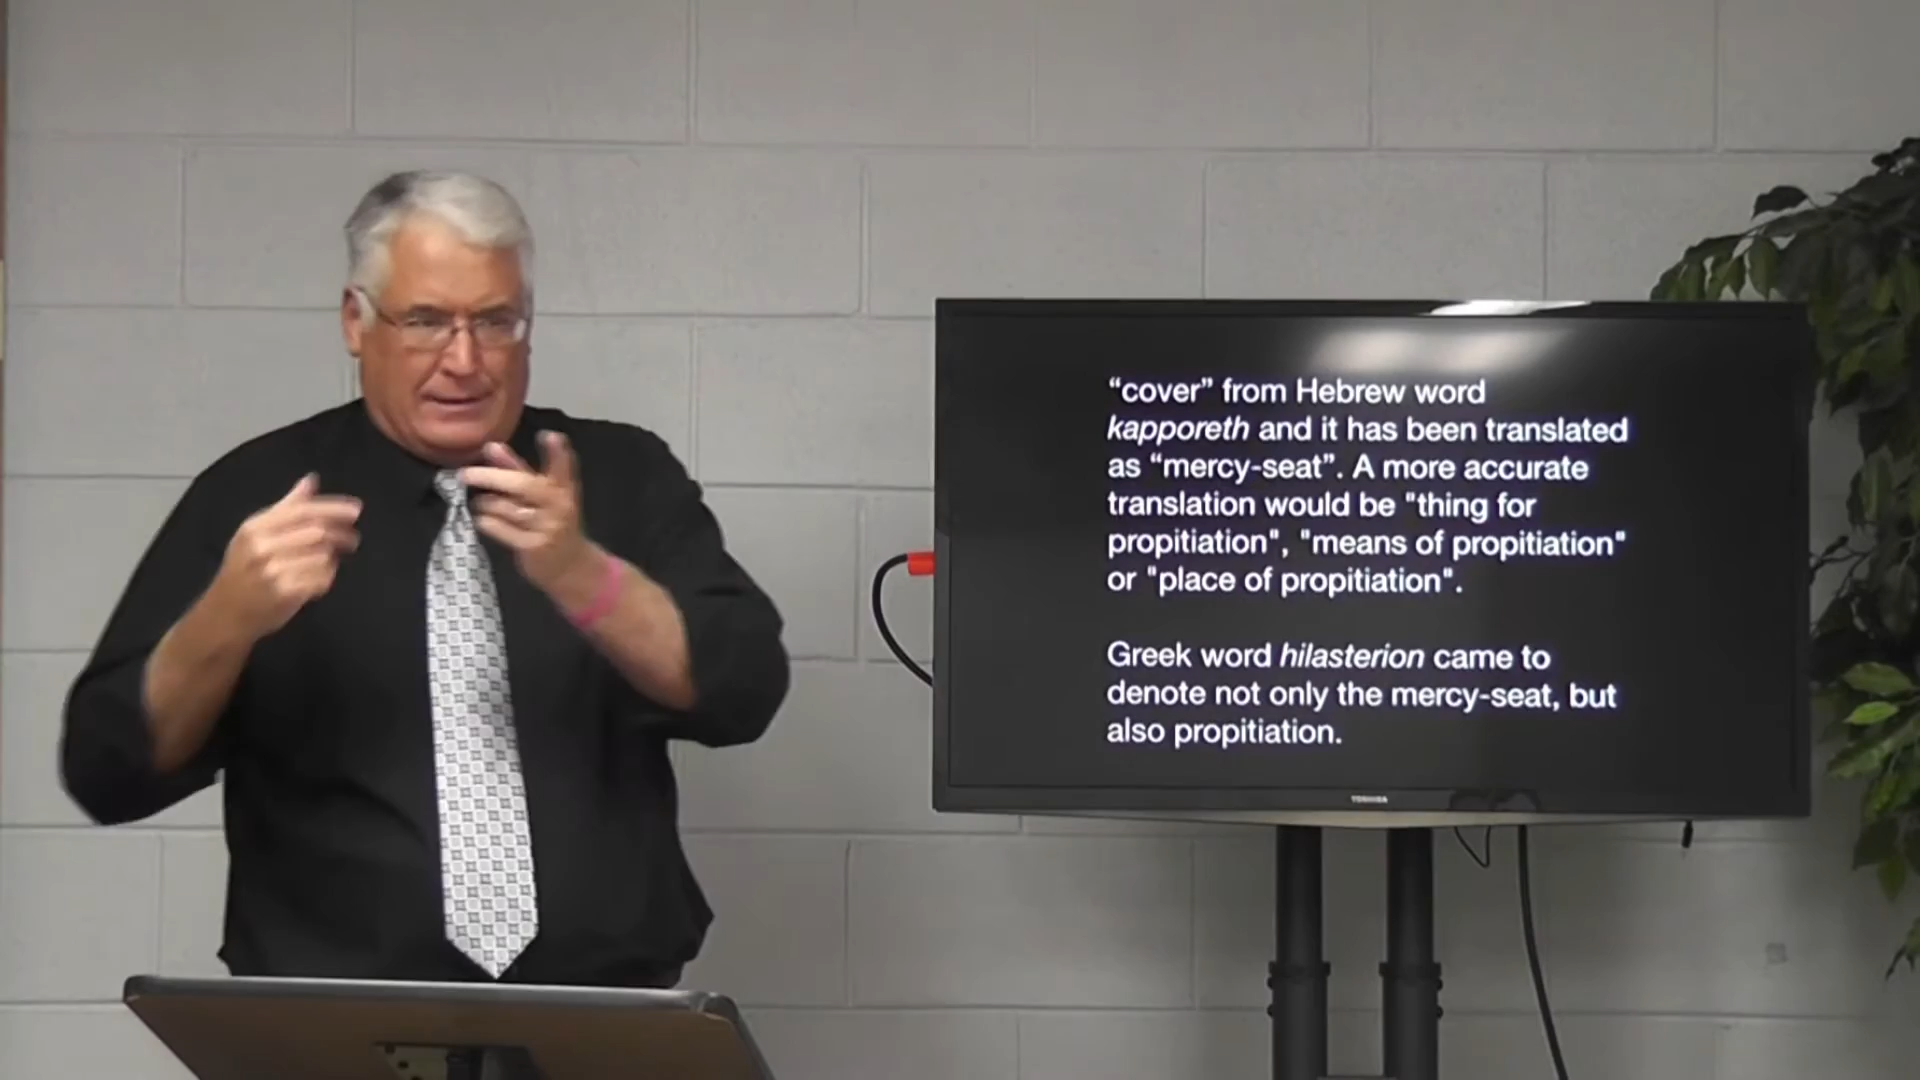 “cover” from Hebrew word
kapporeth and it has been translated
as “mercy-seat”. A more accurate
translation would be "thing for
propitiation", "means of propitiation"
or "place of propitiation".
Greek word hilasterion came to
denote not only the mercy-seat, but
also propitiation.
TOSHIBA